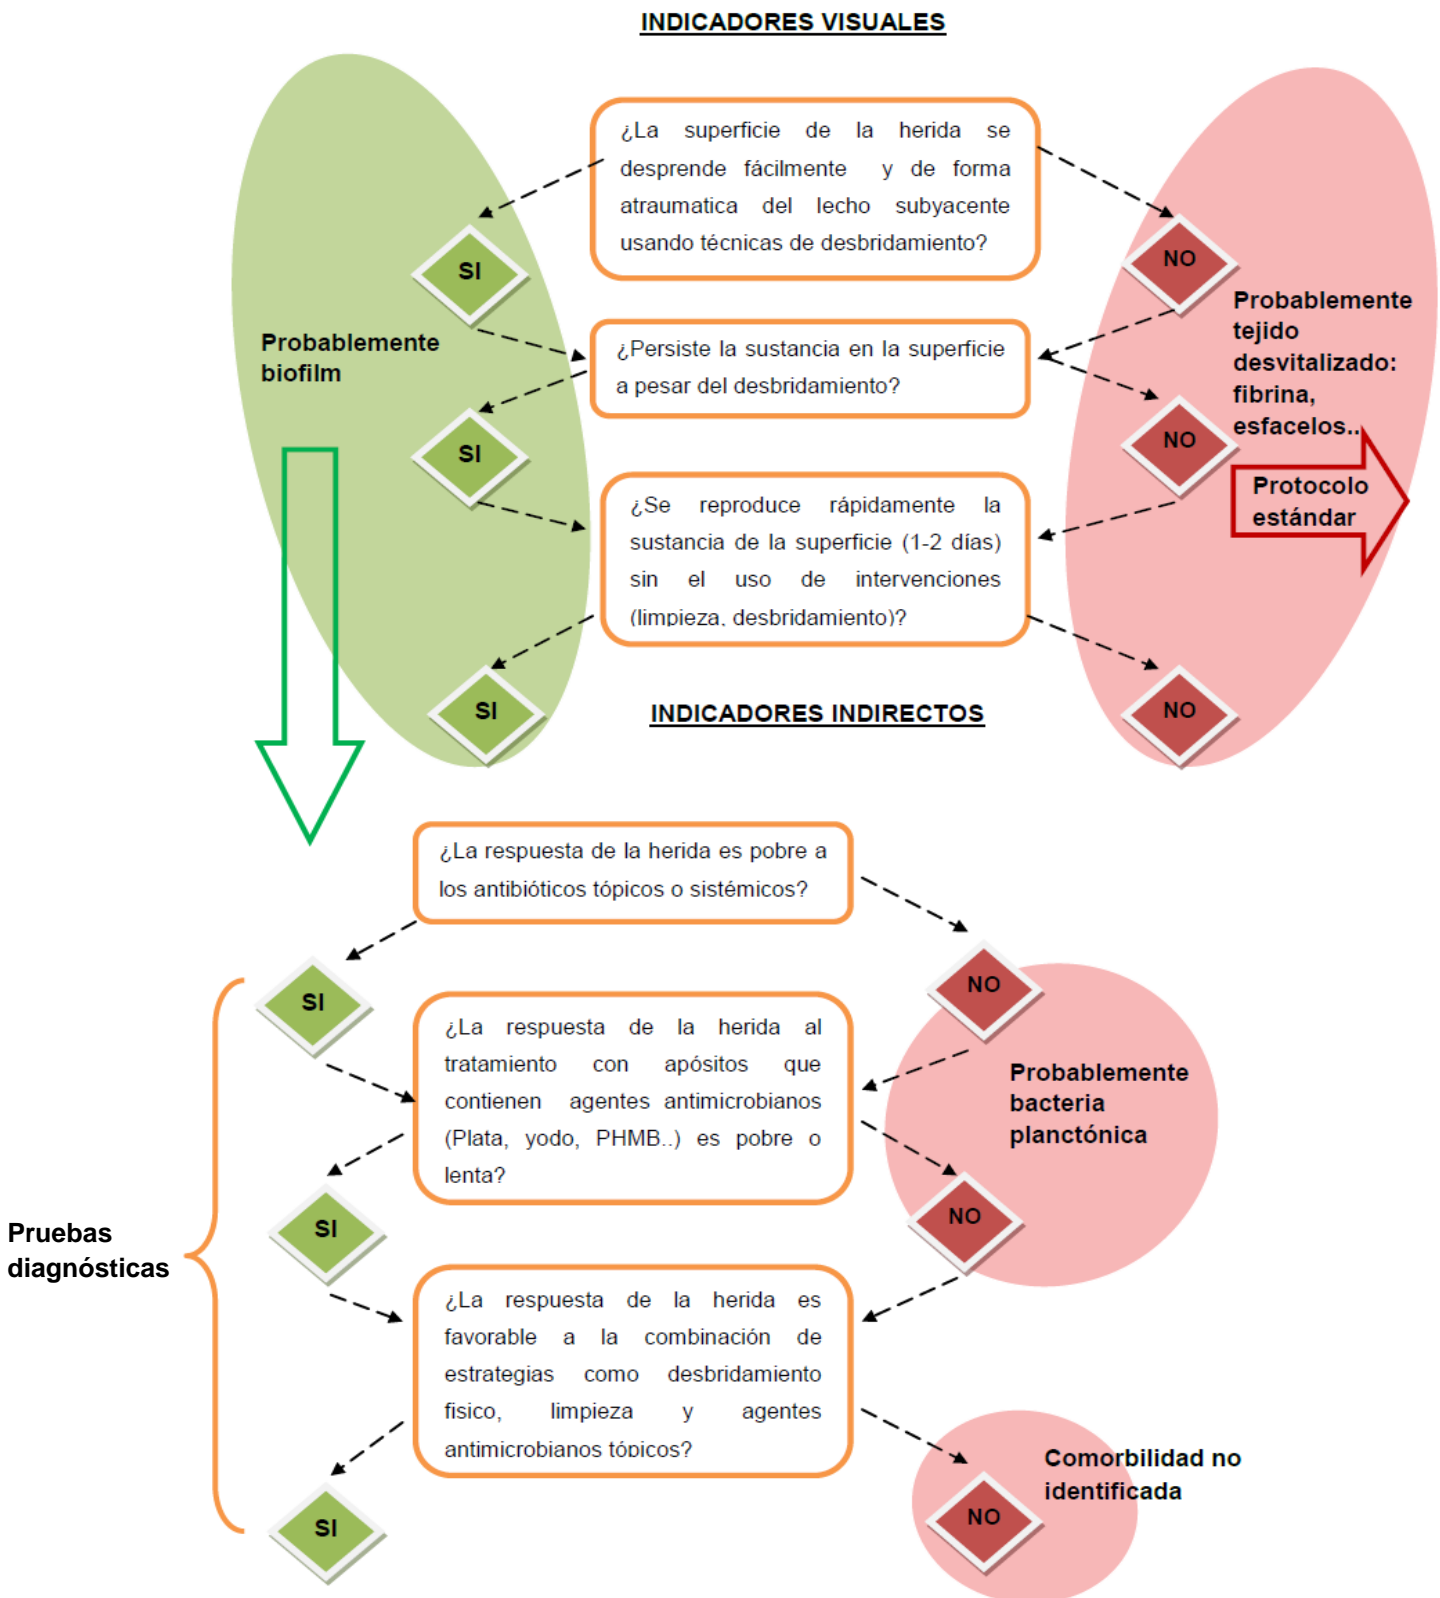 INDICADORES VISUALES
¿La superficie de la herida se
desprende fácilmente y de forma
atraumatica del lecho subyacente
usando técnicas de desbridamiento?
SI
NO
Probablemente
biofilm
Probablemente
tejido
desvitalizado:
fibrina,
esfacelos..
¿Persiste la sustancia en la superficie
a pesar del desbridamiento?
SI
NO
Protocolo
estándar
¿Se reproduce rápidamente la
sustancia de la superficie (1-2 días)
sin el uso de intervenciones
(limpieza, desbridamiento)?
SI
NO
INDICADORES INDIRECTOS
¿La respuesta de la herida es pobre a
los antibióticos tópicos o sistémicos?
SI
NO
¿La respuesta de la herida al
tratamiento con apósitos que
contienen agentes antimicrobianos
(Plata, yodo, PHMB..) es pobre o
lenta?
Probablemente
bacteria
planctónica
SI
NO
Pruebas
diagnósticas
¿La respuesta de la herida es
favorable a la combinación de
estrategias como desbridamiento
fisico, limpieza y agentes
antimicrobianos tópicos?
SI
NO
Comorbilidad no
identificada